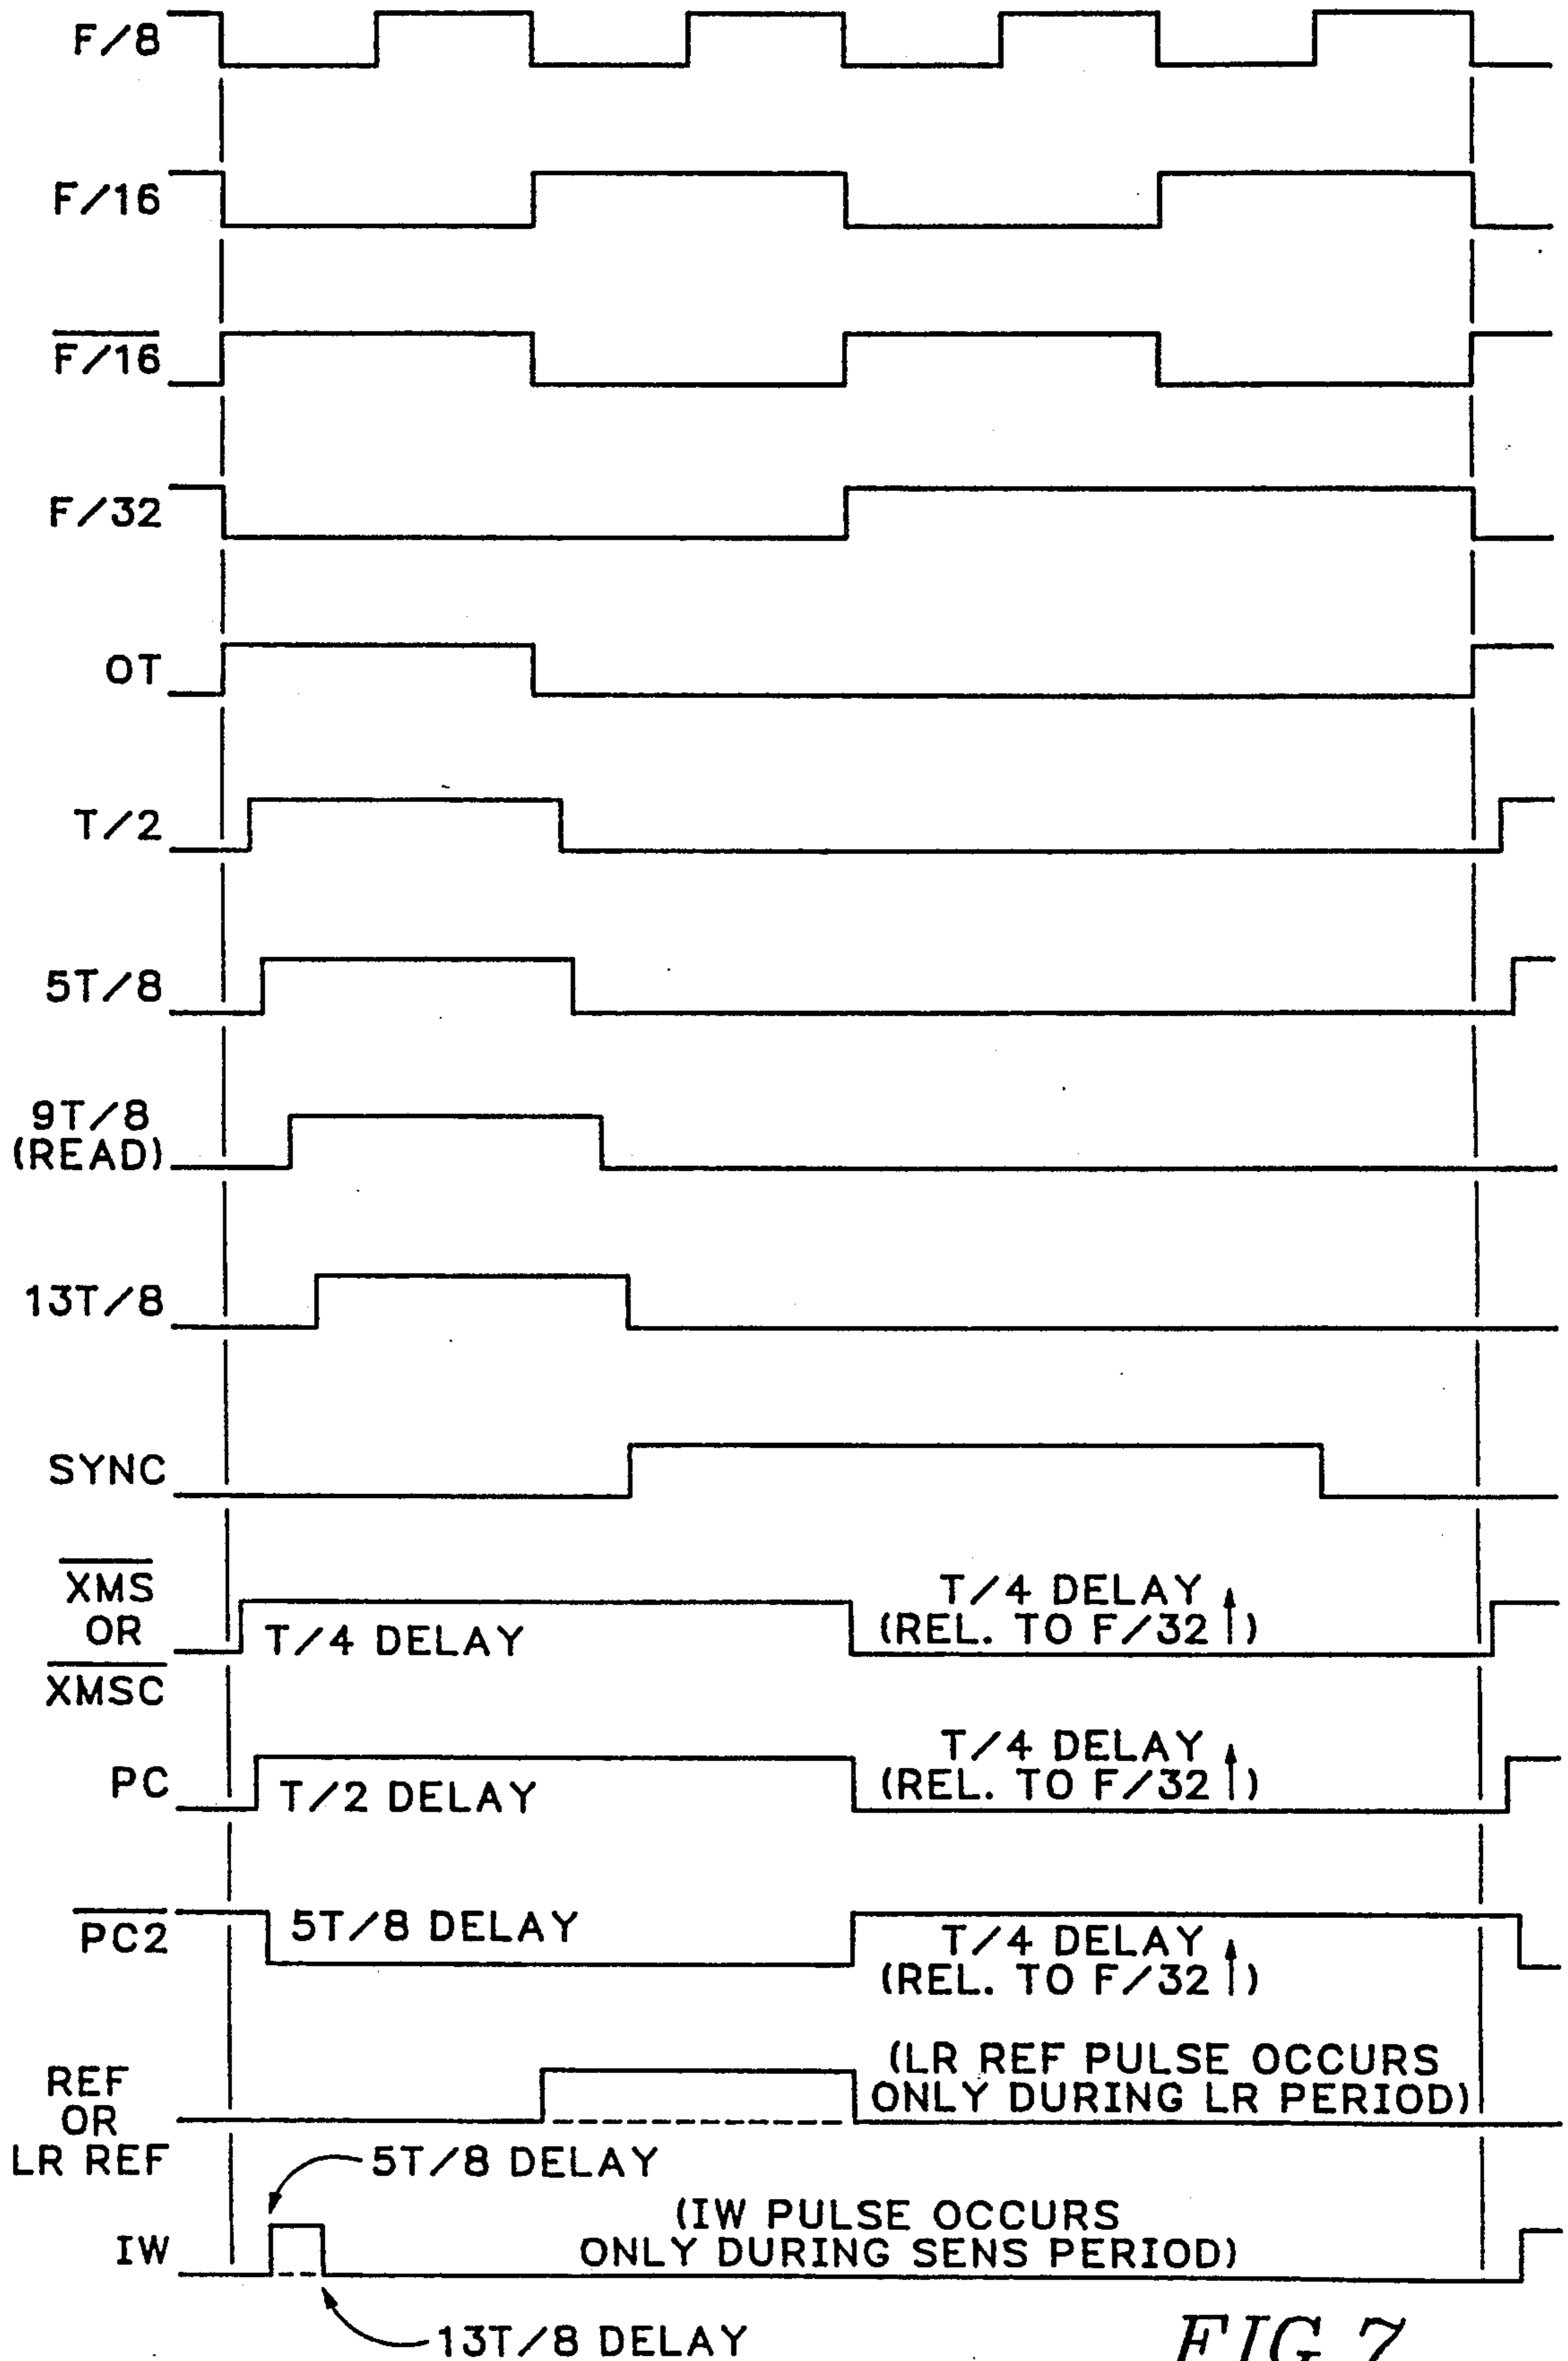 F/8
F/16
F/16
F/32
OT
T/2
5T/8
9T/8
(READ)
13T/8
SYNC
XMS
OR
XMSC
T/4 DELAY
T/4 DELAY
(REL. TO F/32 ↑)
PC
T/2 DELAY
T/4 DELAY
(REL. TO F/32 ↑)
PC2
5T/8 DELAY
T/4 DELAY
(REL. TO F/32 ↑)
REF
OR
LR REF
(LR REF PULSE OCCURS
ONLY DURING LR PERIOD)
5T/8 DELAY
IW
(IW PULSE OCCURS
ONLY DURING SENS PERIOD)
13T/8 DELAY
FIG. 7